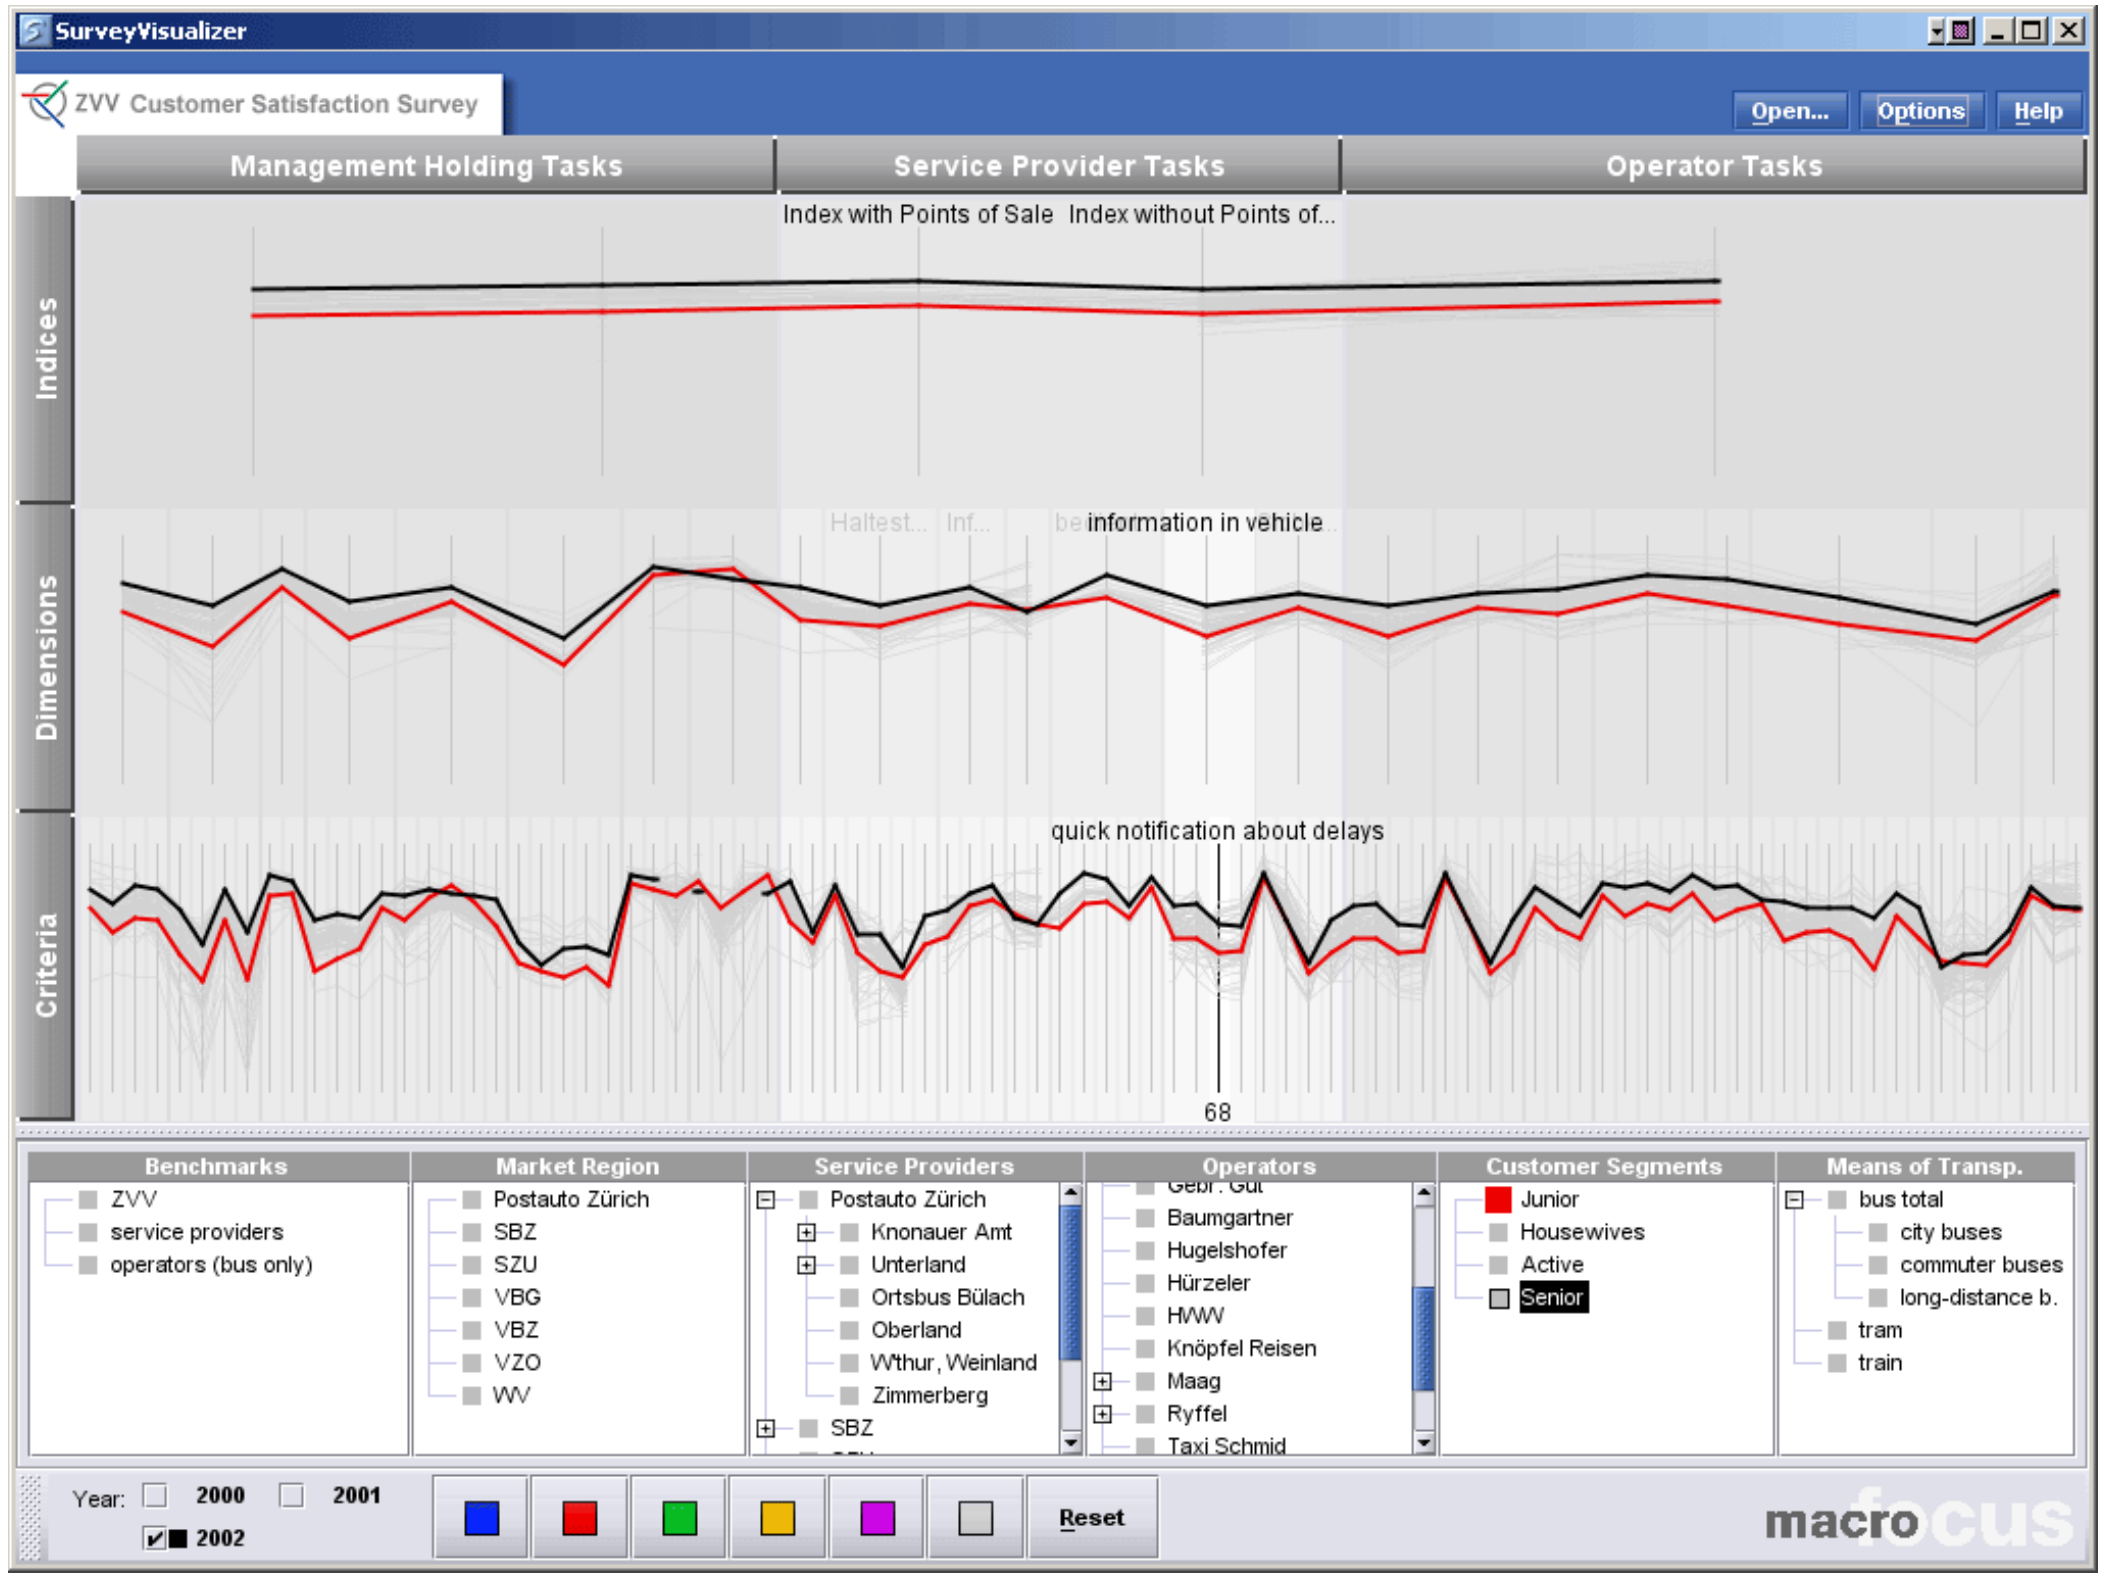 SurveyVisualizer
ZVV Customer Satisfaction Survey
Open... Options Help
Management Holding Tasks Service Provider Tasks Operator Tasks
Indices
Index with Points of Sale Index without Points of...
Dimensions
Haltest... Inf... information in vehicle
Criteria
quick notification about delays
68
Benchmarks
ZVV
service providers
operators (bus only)
Market Region
Postauto Zürich
SBZ
SZU
VBG
VBZ
VZO
WV
Service Providers
Postauto Zürich
Knonauer Amt
Unterland
Ortsbus Bülach
Oberland
W'thur, Weinland
Zimmerberg
SBZ
Operators
Gebr. Gut
Baumgartner
Hugelshofer
Hürzeler
HWW
Knöpfel Reisen
Maag
Ryffel
Taxi Schmid
Customer Segments
Junior
Housewives
Active
Senior
Means of Transp.
bus total
city buses
commuter buses
long-distance b.
tram
train
Year: 2000 2001
2002
Reset
macrofocus